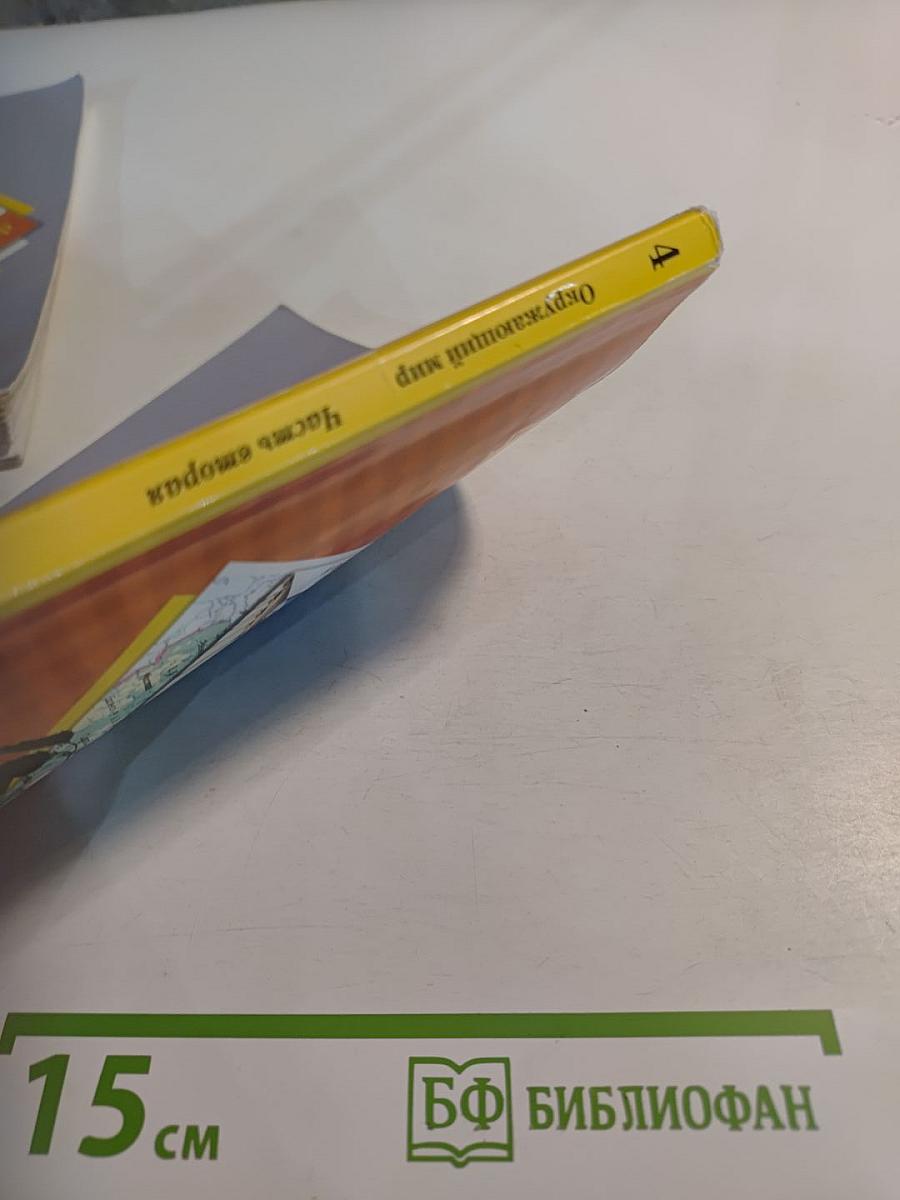 4
Окружающий мир
Часть вторая
15 см
БФ БИБЛИОФАН